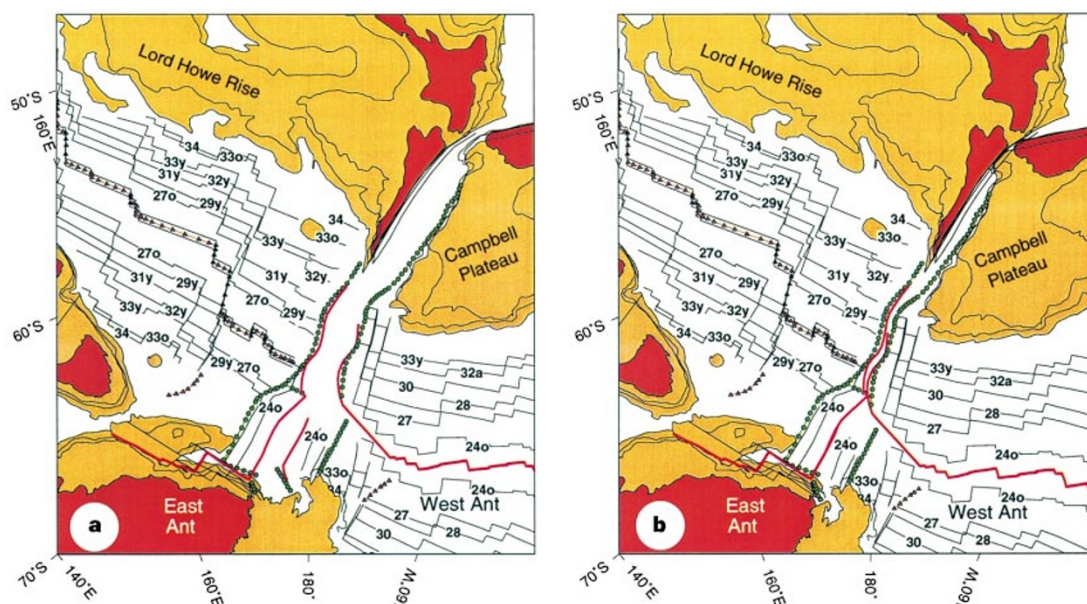 Lord Howe Rise
50°S
160°E
34
33o
33y
31y
32y
27o
29y
34
33o
33y
Campbell
Plateau
27o
31y
32y
31y
29y
27o
33y
32y
29y
60°S
34
33o
29y
27o
33y
32a
30
24o
27
28
24o
24o
33o
34
24o
East
Ant
West Ant
27
28
30
a
70°S
140°E
160°E
180°
160°W
Lord Howe Rise
50°S
160°E
34
33o
33y
31y
32y
27o
29y
34
33o
33y
Campbell
Plateau
27o
31y
32y
31y
29y
27o
33y
32y
29y
60°S
34
33o
29y
27o
33y
32a
30
24o
27
28
24o
24o
33o
34
24o
East
Ant
West Ant
27
28
30
b
70°S
140°E
160°E
180°
160°W